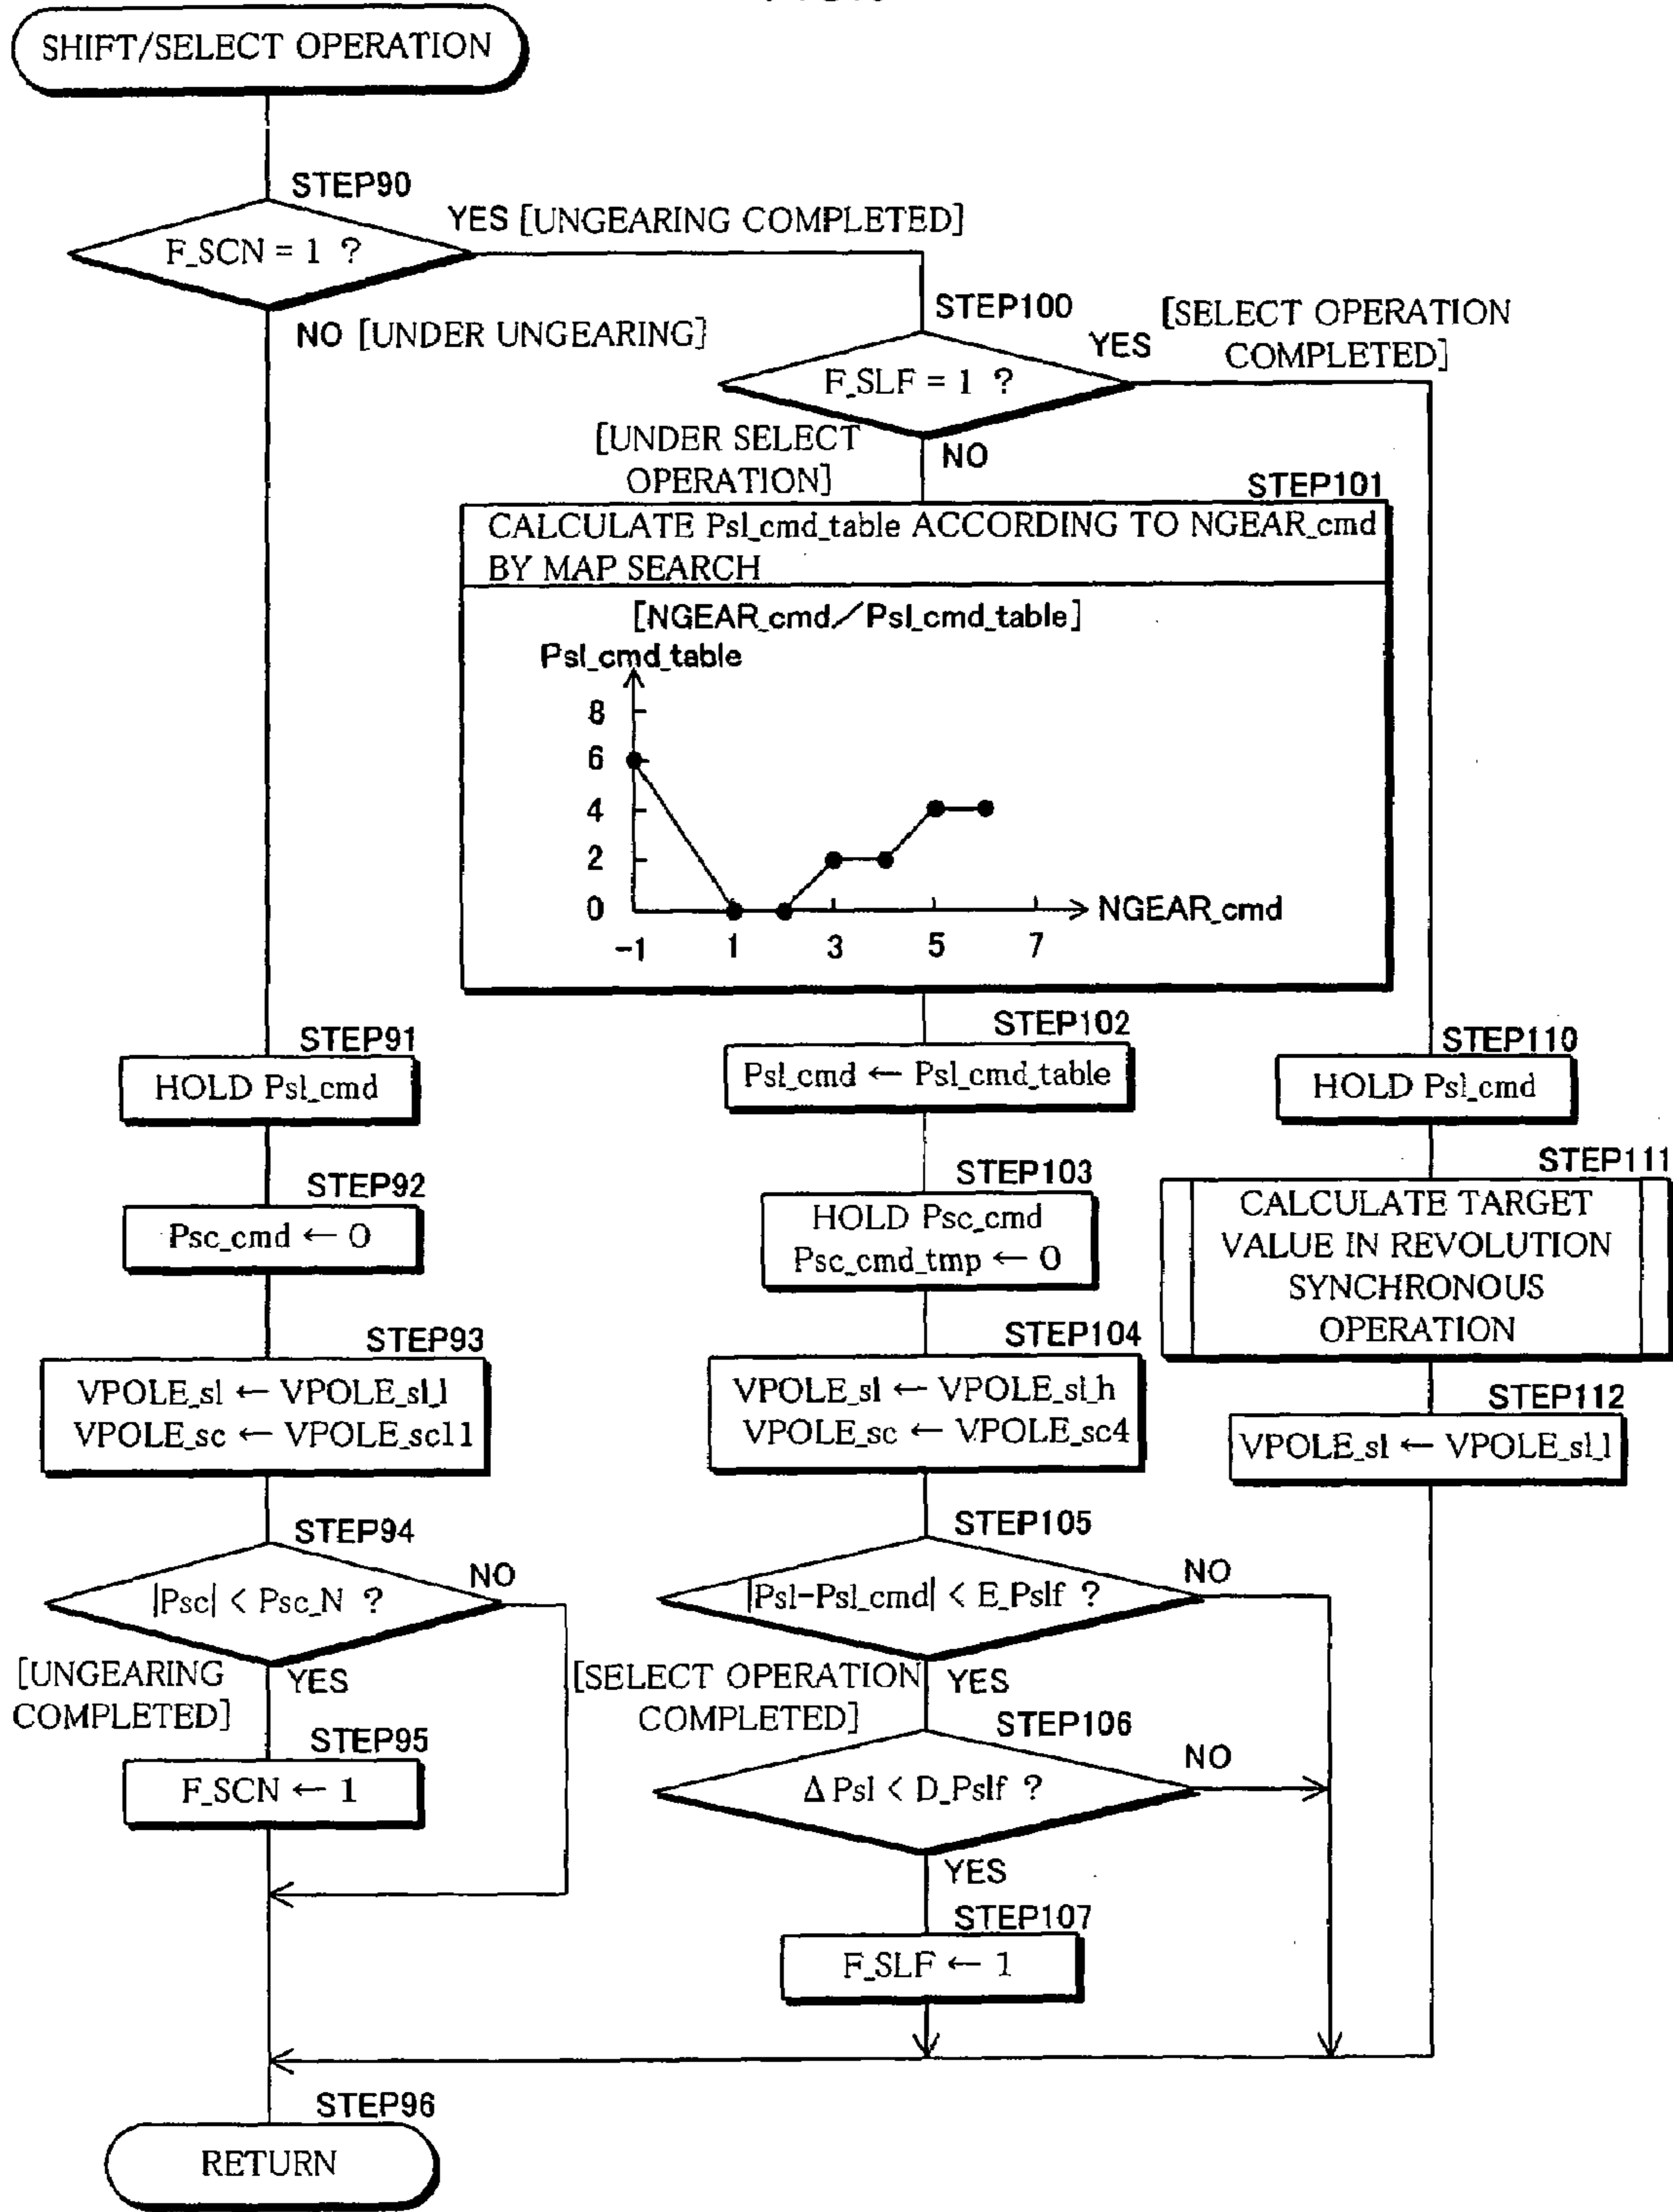 SHIFT/SELECT OPERATION
STEP90
F_SCN = 1 ?
YES [UNGEARING COMPLETED]
NO [UNDER UNGEARING]
STEP100
F_SLF = 1 ?
YES
[SELECT OPERATION
COMPLETED]
[UNDER SELECT
OPERATION]
NO
STEP101
CALCULATE Psl_cmd_table ACCORDING TO NGEAR_cmd
BY MAP SEARCH
[NGEAR_cmd/Psl_cmd_table]
Psl_cmd_table
8
6
4
2
0
NGEAR_cmd
-1 1 3 5 7
STEP91
HOLD Psl_cmd
STEP92
Psc_cmd ← 0
STEP93
VPOLE_sl ← VPOLE_sl_l
VPOLE_sc ← VPOLE_sc11
STEP94
|Psc| < Psc_N ?
NO
[UNGEARING
COMPLETED]
YES
STEP95
F_SCN ← 1
STEP102
Psl_cmd ← Psl_cmd_table
STEP103
HOLD Psc_cmd
Psc_cmd_tmp ← 0
STEP104
VPOLE_sl ← VPOLE_sl_h
VPOLE_sc ← VPOLE_sc4
STEP105
|Psl-Psl_cmd| < E_Pslf ?
NO
[SELECT OPERATION
COMPLETED]
YES
STEP106
Δ Psl < D_Pslf ?
NO
YES
STEP107
F_SLF ← 1
STEP110
HOLD Psl_cmd
STEP111
CALCULATE TARGET
VALUE IN REVOLUTION
SYNCHRONOUS
OPERATION
STEP112
VPOLE_sl ← VPOLE_sl_l
STEP96
RETURN